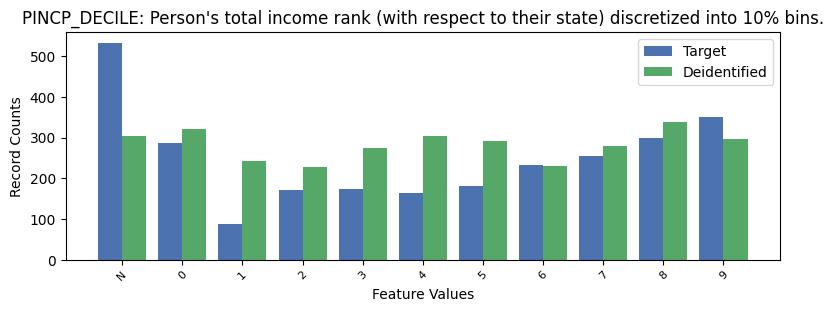 PINCP_DECILE: Person's total income rank (with respect to their state) discretized into 10% bins.
Target
Deidentified
Record Counts
500
400
300
200
100
0
N 0 1 2 3 4 5 6 7 8 9
Feature Values